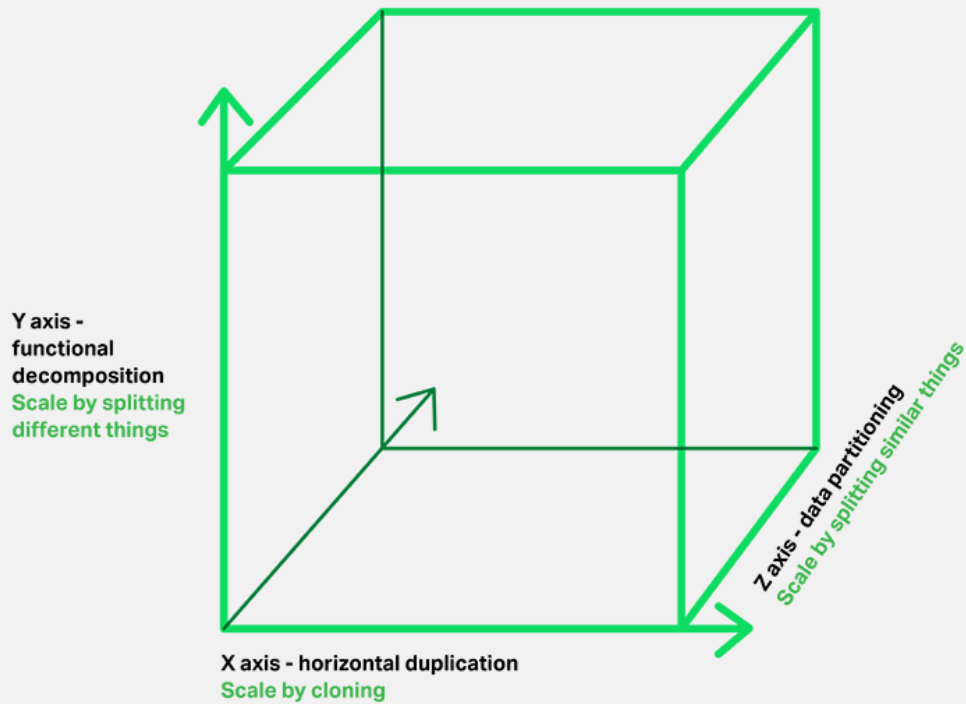 Y axis -
functional
decomposition
Scale by splitting
different things
Z axis - data partitioning
Scale by splitting similar things
X axis - horizontal duplication
Scale by cloning